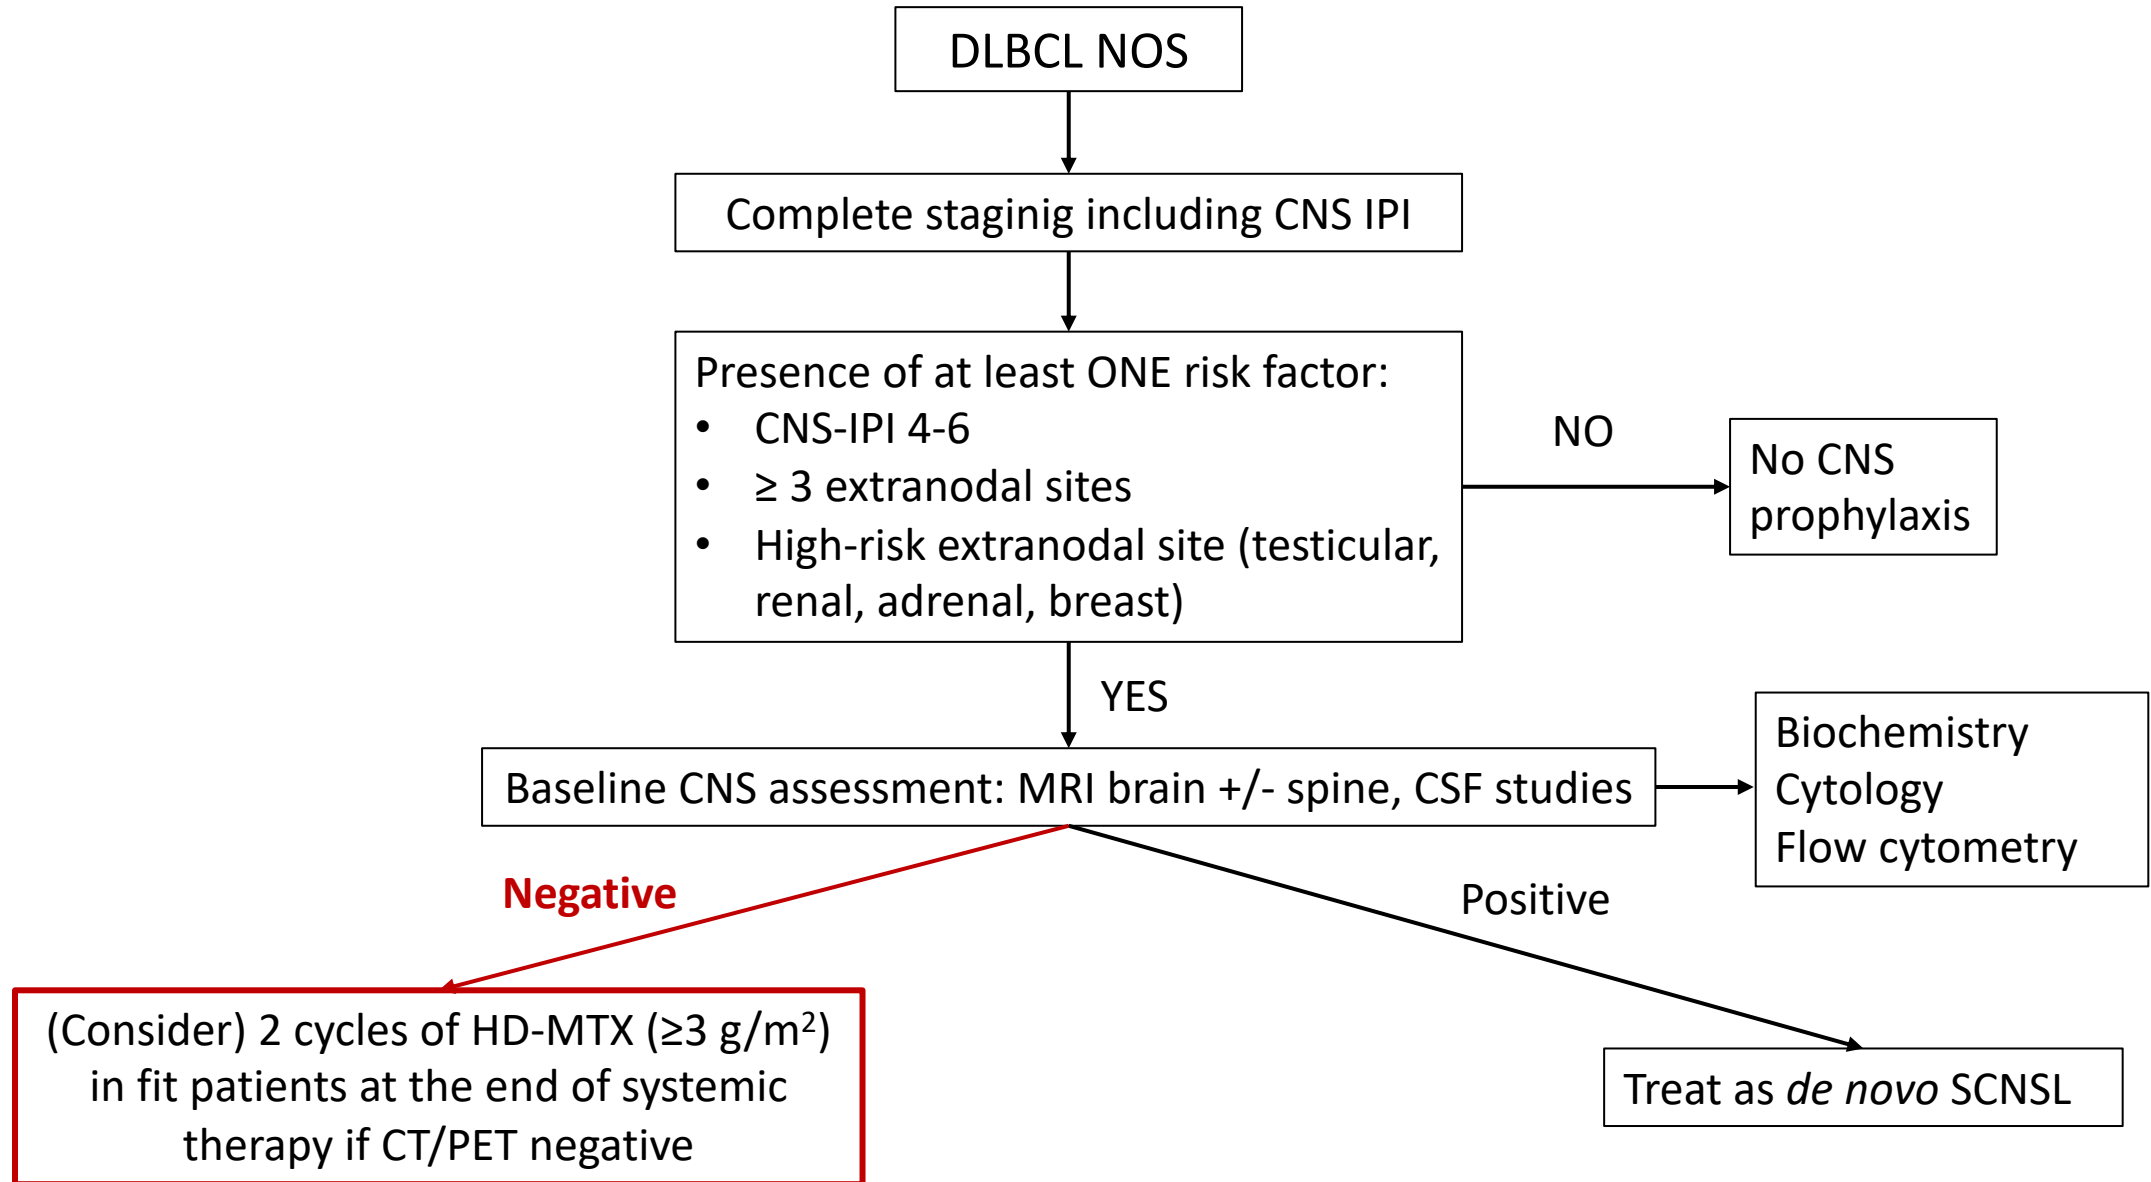 DLBCL NOS
Complete staginig including CNS IPI
Presence of at least ONE risk factor:
• CNS-IPI 4-6
• ≥ 3 extranodal sites
• High-risk extranodal site (testicular,
renal, adrenal, breast)
NO
No CNS
prophylaxis
YES
Baseline CNS assessment: MRI brain +/- spine, CSF studies
Biochemistry
Cytology
Flow cytometry
Negative
Positive
(Consider) 2 cycles of HD-MTX (≥3 g/m²)
in fit patients at the end of systemic
therapy if CT/PET negative
Treat as de novo SCNSL